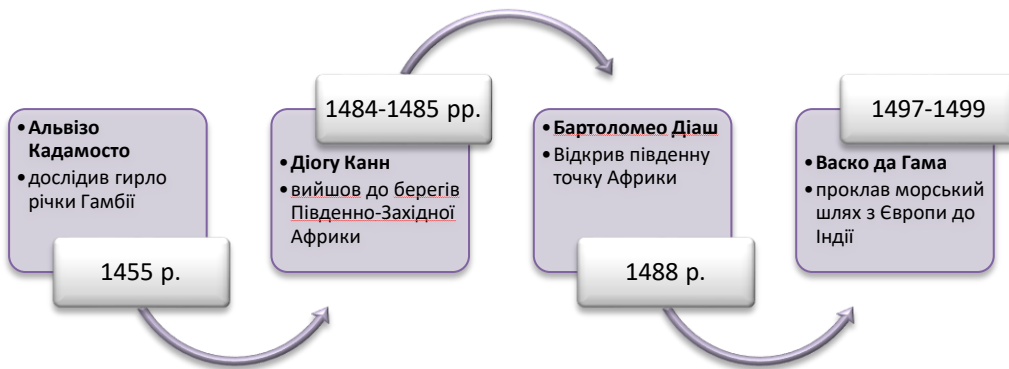 Альвізо
Кадамосто
дослідив гирло
річки Гамбії
1455 р.
1484-1485 рр.
Діогу Канн
вийшов до берегів
Південно-Західної
Африки
Бартоломео Діаш
Відкрив південну
точку Африки
1488 р.
1497-1499
Васко да Гама
проклав морський
шлях з Європи до
Індії